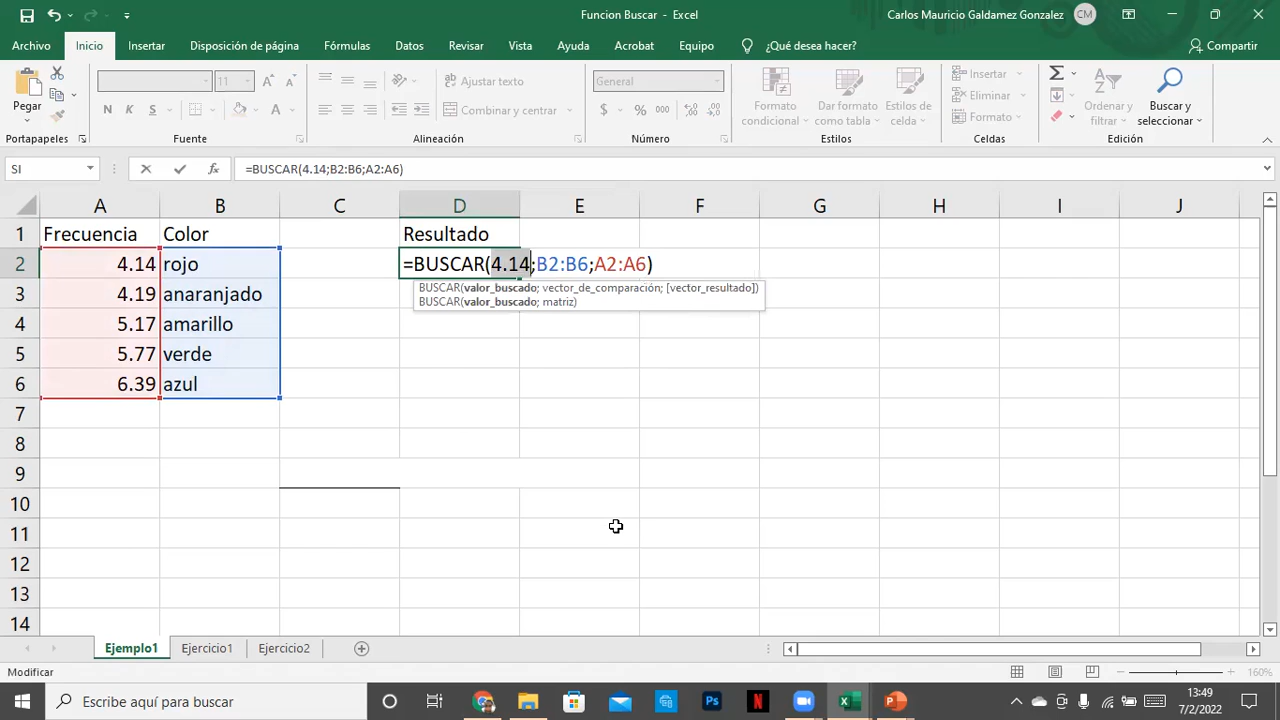 Funcion Buscar - Excel
Carlos Mauricio Galdamez Gonzalez CM
Archivo Inicio Insertar Disposición de página Fórmulas Datos Revisar Vista Ayuda Acrobat Equipo ¿Qué desea hacer? Compartir
Pegar
N K S
11
Ajustar texto
Combinar y centrar
General
$ % 000
Formato condicional
Dar formato como tabla
Estilos de celda
Insertar
Eliminar
Formato
Ordenar y filtrar
Buscar y seleccionar
Portapapeles Fuente Alineación Número Estilos Celdas Edición
SI =BUSCAR(4.14;B2:B6;A2:A6)
A B C D E F G H I J
1 Frecuencia Color Resultado
2 4.14 rojo =BUSCAR(4.14;B2:B6;A2:A6)
BUSCAR(valor_buscado; vector_de_comparación; [vector_resultado])
BUSCAR(valor_buscado; matriz)
3 4.19 anaranjado
4 5.17 amarillo
5 5.77 verde
6 6.39 azul
7
8
9
10
11
12
13
14
Ejemplo1 Ejercicio1 Ejercicio2
Modificar 160%
Escribe aquí para buscar
Ps
N
13:49
7/2/2022